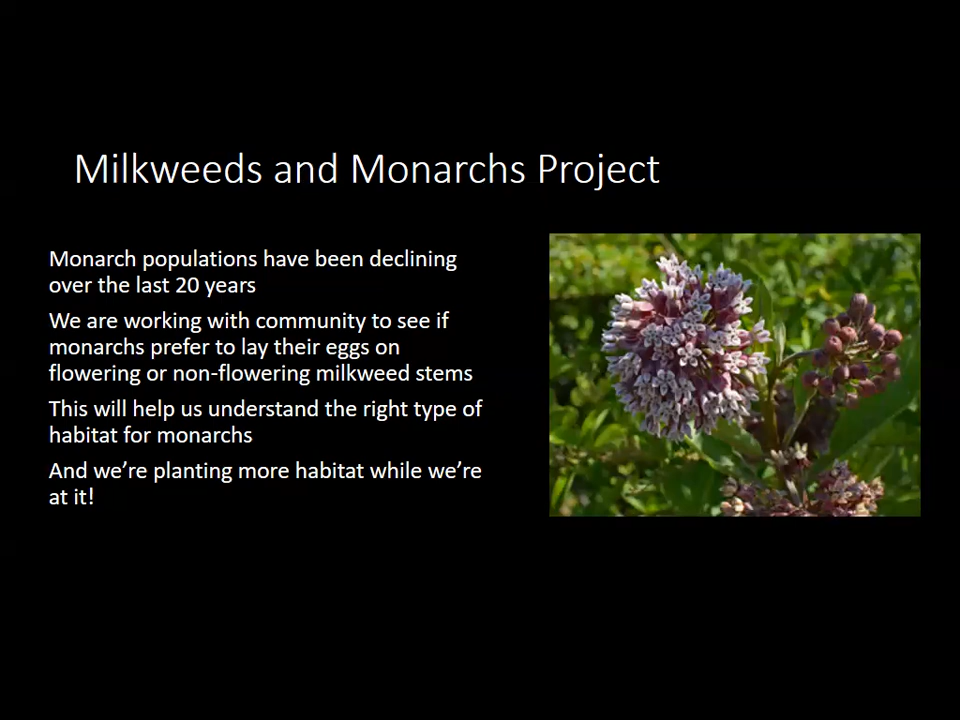 Milkweeds and Monarchs Project
Monarch populations have been declining
over the last 20 years
We are working with community to see if
monarchs prefer to lay their eggs on
flowering or non-flowering milkweed stems
This will help us understand the right type of
habitat for monarchs
And we’re planting more habitat while we’re
at it!